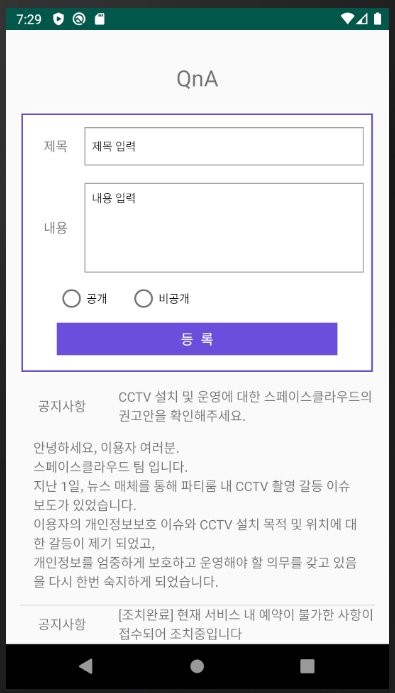 7:29
QnA
제목
제목 입력
내용 입력
내용
공개
비공개
등 록
공지사항
CCTV 설치 및 운영에 대한 스페이스클라우드의
권고안을 확인해주세요.
안녕하세요, 이용자 여러분.
스페이스클라우드 팀 입니다.
지난 1일, 뉴스 매체를 통해 파티룸 내 CCTV 촬영 갈등 이슈
보도가 있었습니다.
이용자의 개인정보보호 이슈와 CCTV 설치 목적 및 위치에 대
한 갈등이 제기 되었고,
개인정보를 엄중하게 보호하고 운영해야 할 의무를 갖고 있음
을 다시 한번 숙지하게 되었습니다.
공지사항
[조치완료] 현재 서비스 내 예약이 불가한 사항이
접수되어 조치중입니다